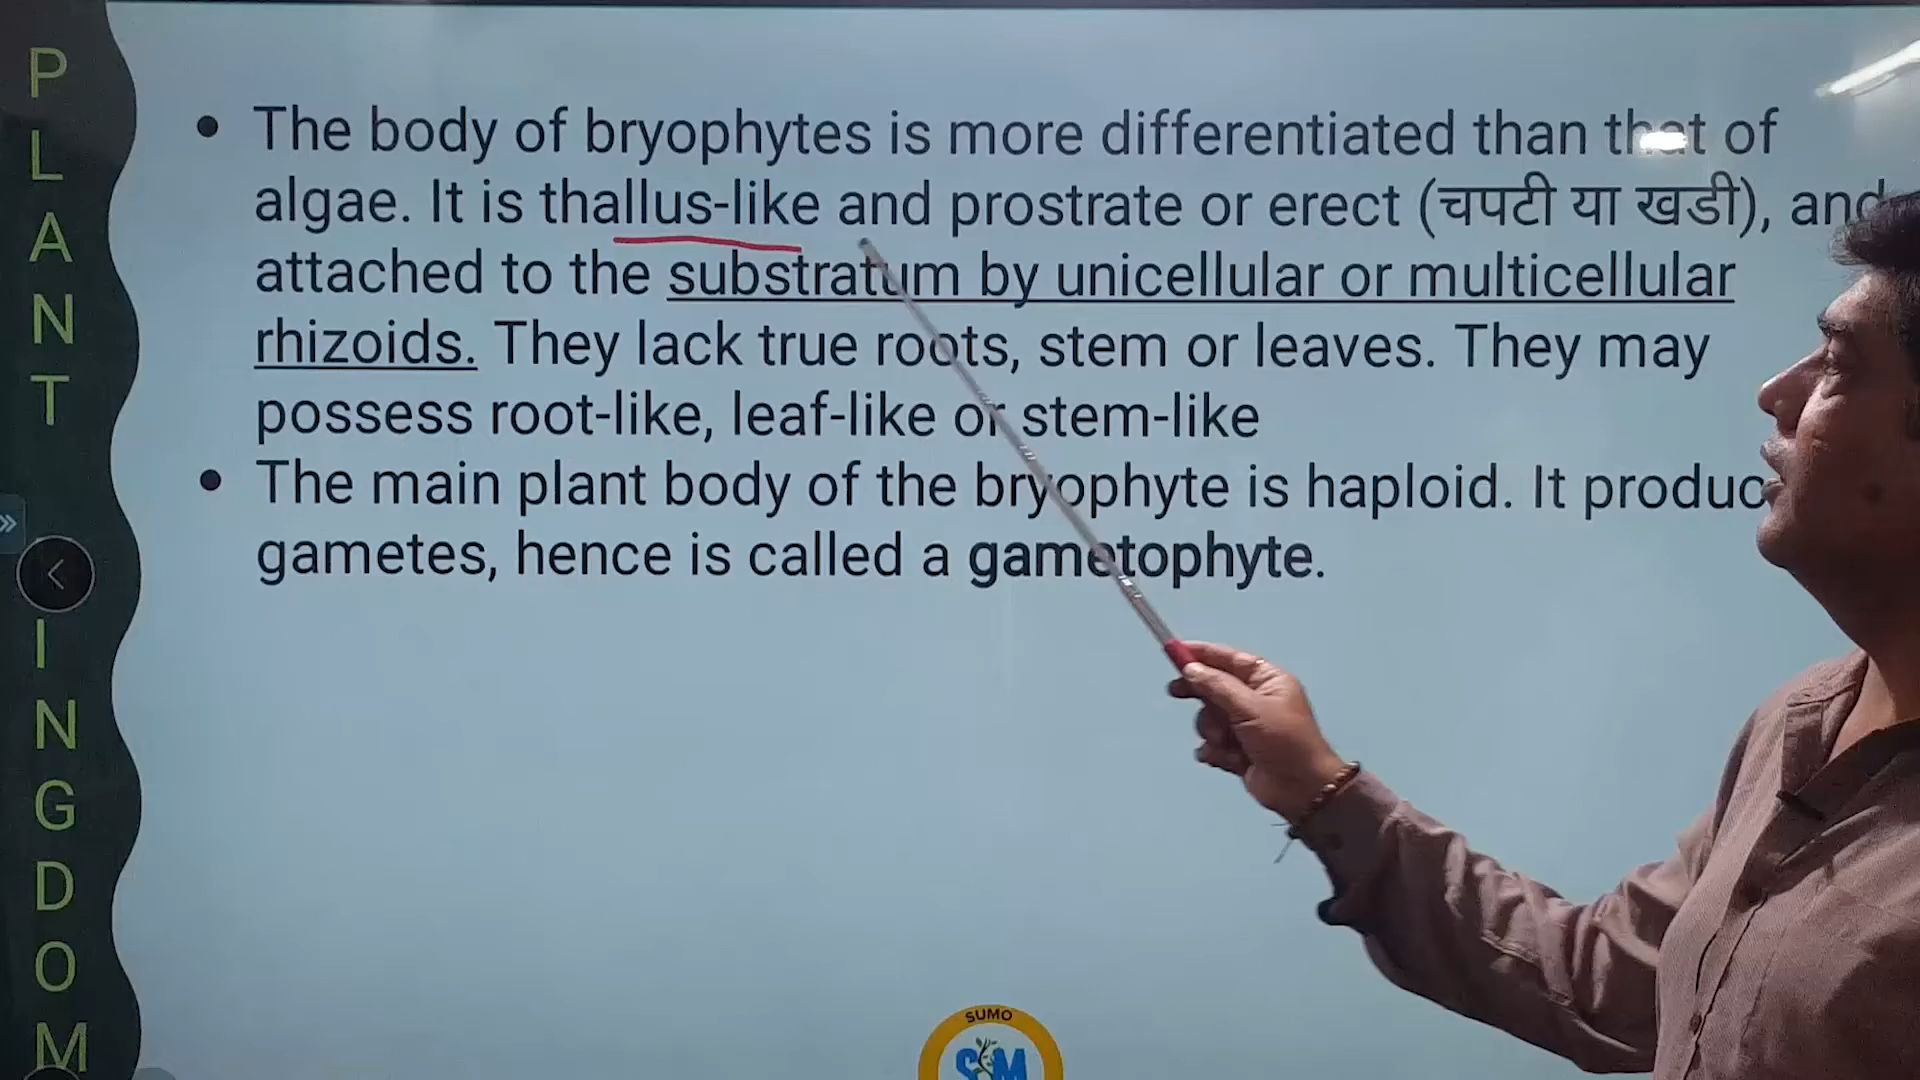 PLANT
INGDOM
• The body of bryophytes is more differentiated than that of
algae. It is thallus-like and prostrate or erect (चपटी या खडी), and
attached to the substratum by unicellular or multicellular
rhizoids. They lack true roots, stem or leaves. They may
possess root-like, leaf-like or stem-like
• The main plant body of the bryophyte is haploid. It produc
gametes, hence is called a gametophyte.
SUMO